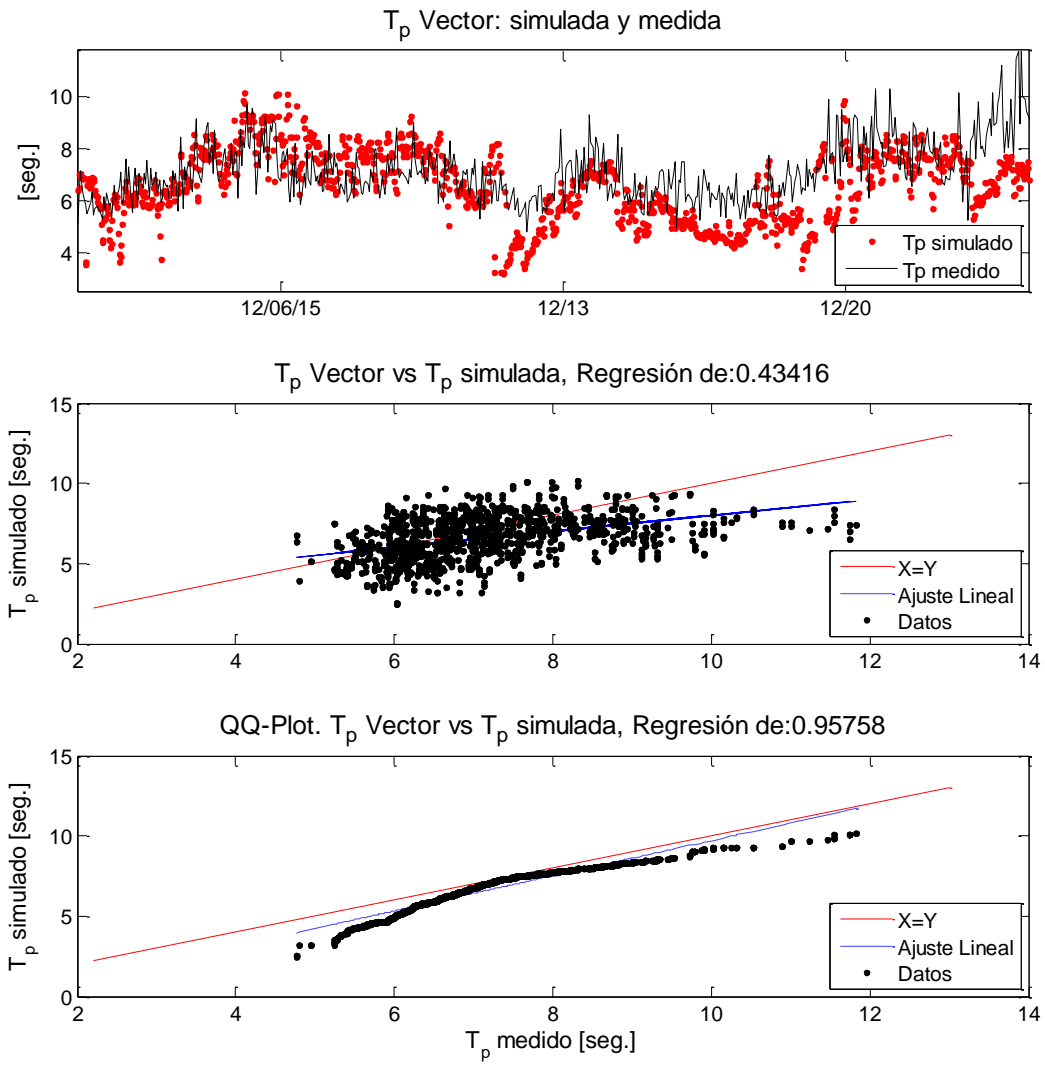 Tp Vector: simulada y medida
[seg.]
10
8
6
4
12/06/15
12/13
12/20
Tp simulado
Tp medido
Tp Vector vs Tp simulada, Regresión de:0.43416
Tp simulado [seg.]
15
10
5
0
2
4
6
8
10
12
14
X=Y
Ajuste Lineal
Datos
QQ-Plot. Tp Vector vs Tp simulada, Regresión de:0.95758
Tp simulado [seg.]
15
10
5
0
2
4
6
8
10
12
14
X=Y
Ajuste Lineal
Datos
Tp medido [seg.]